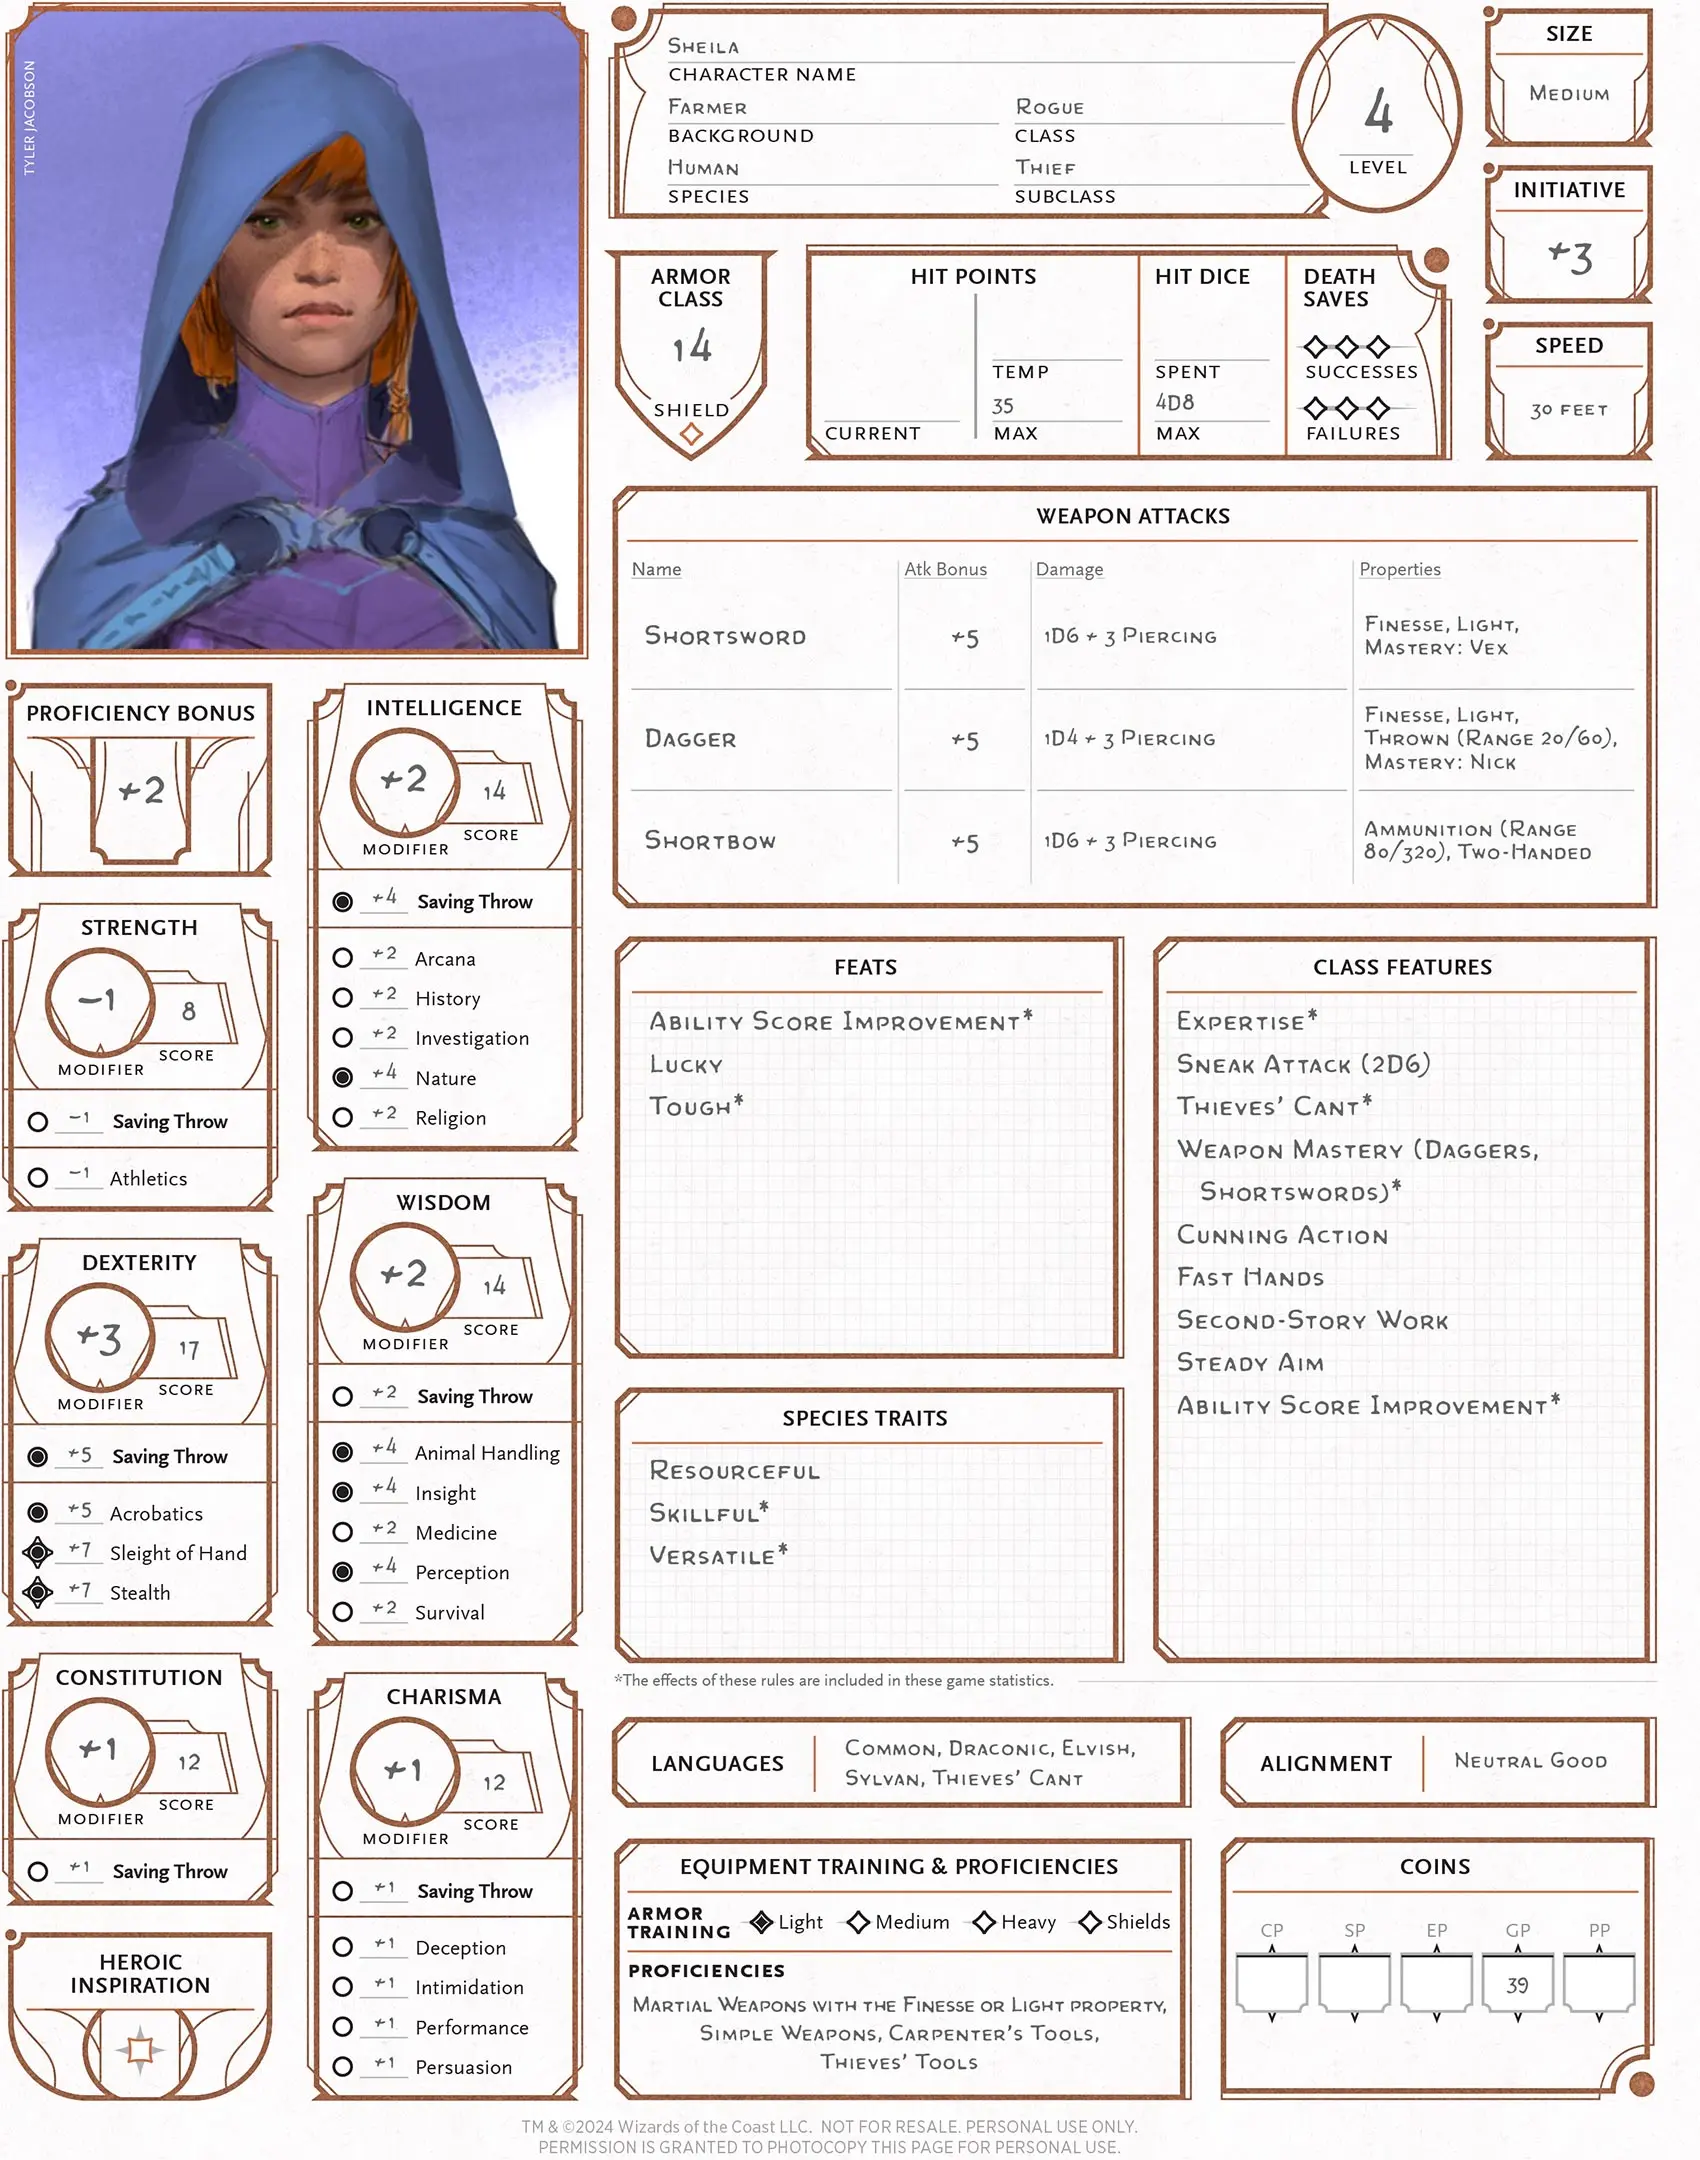 TYLER JACOBSON
SHEILA
CHARACTER NAME
FARMER
ROGUE
BACKGROUND
CLASS
HUMAN
THIEF
SPECIES
SUBCLASS
4
LEVEL
SIZE
MEDIUM
INITIATIVE
+3
SPEED
30 FEET
ARMOR
CLASS
14
SHIELD
HIT POINTS
CURRENT
TEMP
35
MAX
HIT DICE
SPENT
4D8
MAX
DEATH
SAVES
SUCCESSES
FAILURES
WEAPON ATTACKS
Name Atk Bonus Damage Properties
SHORTSWORD +5 1D6 + 3 PIERCING
FINESSE, LIGHT,
MASTERY: VEX
DAGGER +5 1D4 + 3 PIERCING
FINESSE, LIGHT,
THROWN (RANGE 20/60),
MASTERY: NICK
SHORTBOW +5 1D6 + 3 PIERCING
AMMUNITION (RANGE
80/320), TWO-HANDED
PROFICIENCY BONUS
+2
STRENGTH
-1
8
MODIFIER
SCORE
-1 Saving Throw
-1 Athletics
DEXTERITY
+3
17
MODIFIER
SCORE
+5 Saving Throw
+5 Acrobatics
+7 Sleight of Hand
+7 Stealth
CONSTITUTION
+1
12
MODIFIER
SCORE
+1 Saving Throw
HEROIC
INSPIRATION
INTELLIGENCE
+2
14
MODIFIER
SCORE
+4 Saving Throw
+2 Arcana
+2 History
+2 Investigation
+4 Nature
+2 Religion
WISDOM
+2
14
MODIFIER
SCORE
+2 Saving Throw
+4 Animal Handling
+4 Insight
+2 Medicine
+4 Perception
+2 Survival
CHARISMA
+1
12
MODIFIER
SCORE
+1 Saving Throw
+1 Deception
+1 Intimidation
+1 Performance
+1 Persuasion
FEATS
ABILITY SCORE IMPROVEMENT*
LUCKY
TOUGH*
SPECIES TRAITS
RESOURCEFUL
SKILLFUL*
VERSATILE*
CLASS FEATURES
EXPERTISE*
SNEAK ATTACK (2D6)
THIEVES' CANT*
WEAPON MASTERY (DAGGERS,
SHORTSWORDS)*
CUNNING ACTION
FAST HANDS
SECOND-STORY WORK
STEADY AIM
ABILITY SCORE IMPROVEMENT*
*The effects of these rules are included in these game statistics.
LANGUAGES
COMMON, DRACONIC, ELVISH,
SYLVAN, THIEVES' CANT
ALIGNMENT
NEUTRAL GOOD
EQUIPMENT TRAINING & PROFICIENCIES
ARMOR
TRAINING
Light Medium Heavy Shields
PROFICIENCIES
MARTIAL WEAPONS WITH THE FINESSE OR LIGHT PROPERTY,
SIMPLE WEAPONS, CARPENTER'S TOOLS,
THIEVES' TOOLS
COINS
CP SP EP GP PP
39
TM & ©2024 Wizards of the Coast LLC. NOT FOR RESALE. PERSONAL USE ONLY.
PERMISSION IS GRANTED TO PHOTOCOPY THIS PAGE FOR PERSONAL USE.